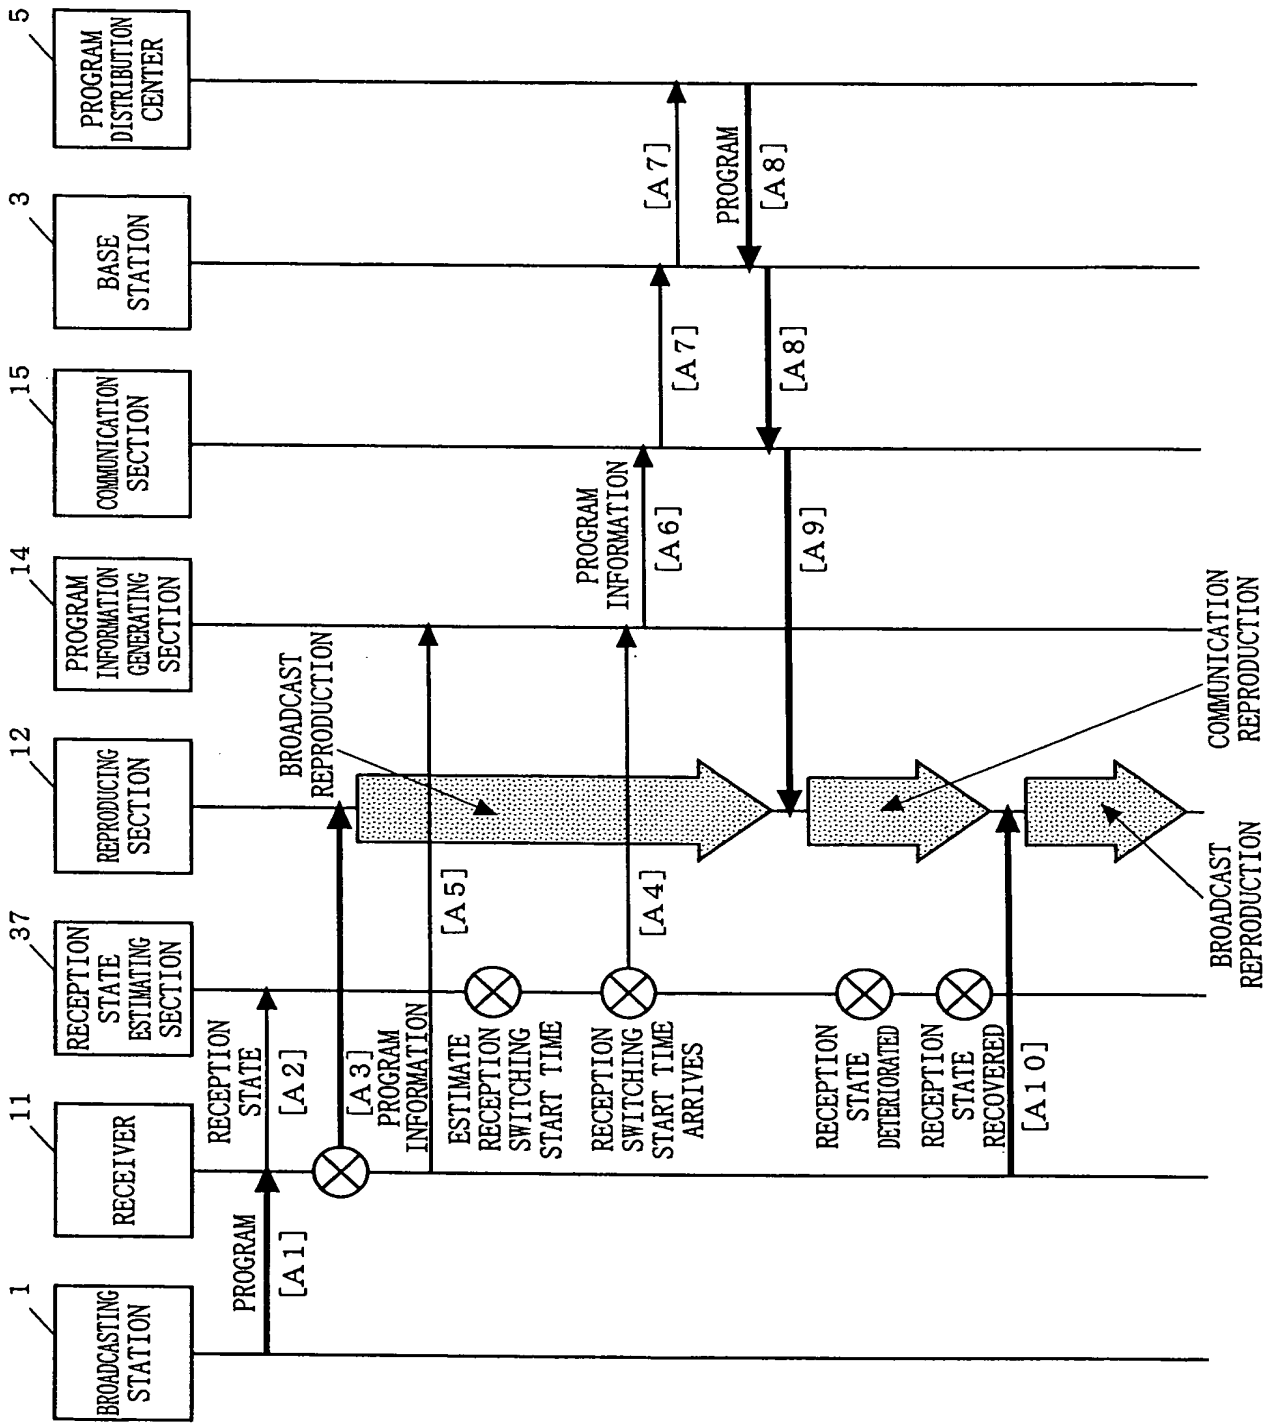 1
BROADCASTING
STATION
11
RECEIVER
37
RECEPTION
STATE
ESTIMATING
SECTION
12
REPRODUCING
SECTION
14
PROGRAM
INFORMATION
GENERATING
SECTION
15
COMMUNICATION
SECTION
3
BASE
STATION
5
PROGRAM
DISTRIBUTION
CENTER
PROGRAM
[A1]
RECEPTION
STATE
[A2]
[A3]
BROADCAST
REPRODUCTION
PROGRAM
INFORMATION
[A5]
ESTIMATE
RECEPTION
SWITCHING
START TIME
RECEPTION
SWITCHING
START TIME
ARRIVES
[A4]
PROGRAM
INFORMATION
[A6]
[A7]
[A7]
PROGRAM
[A8]
[A8]
[A9]
RECEPTION
STATE
DETERIORATED
RECEPTION
STATE
RECOVERED
[A10]
COMMUNICATION
REPRODUCTION
BROADCAST
REPRODUCTION